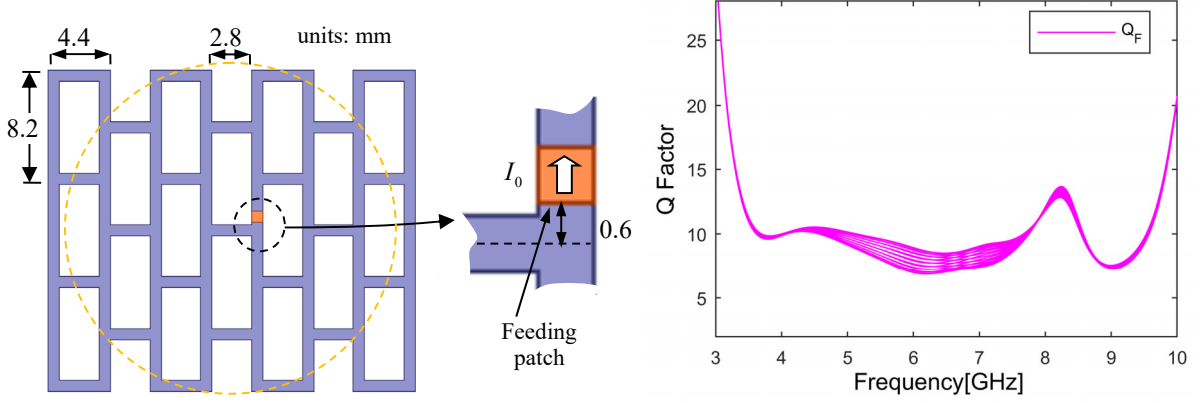 4.4
2.8
units: mm
8.2
I0
0.6
Feeding
patch
Q Factor
25
20
15
10
5
QF
3 4 5 6 7 8 9 10
Frequency[GHz]